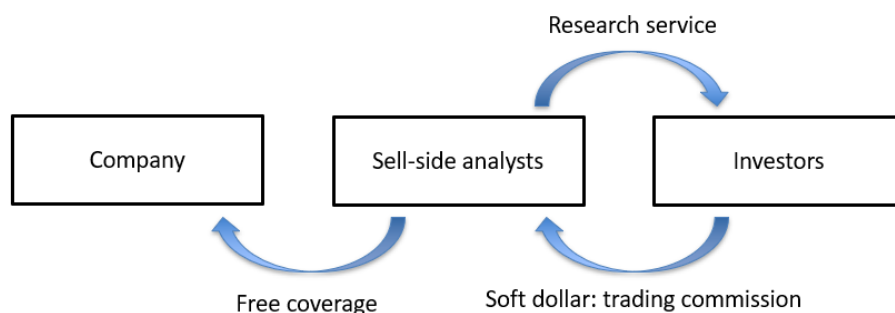 Research service
Company
Sell-side analysts
Investors
Free coverage
Soft dollar: trading commission